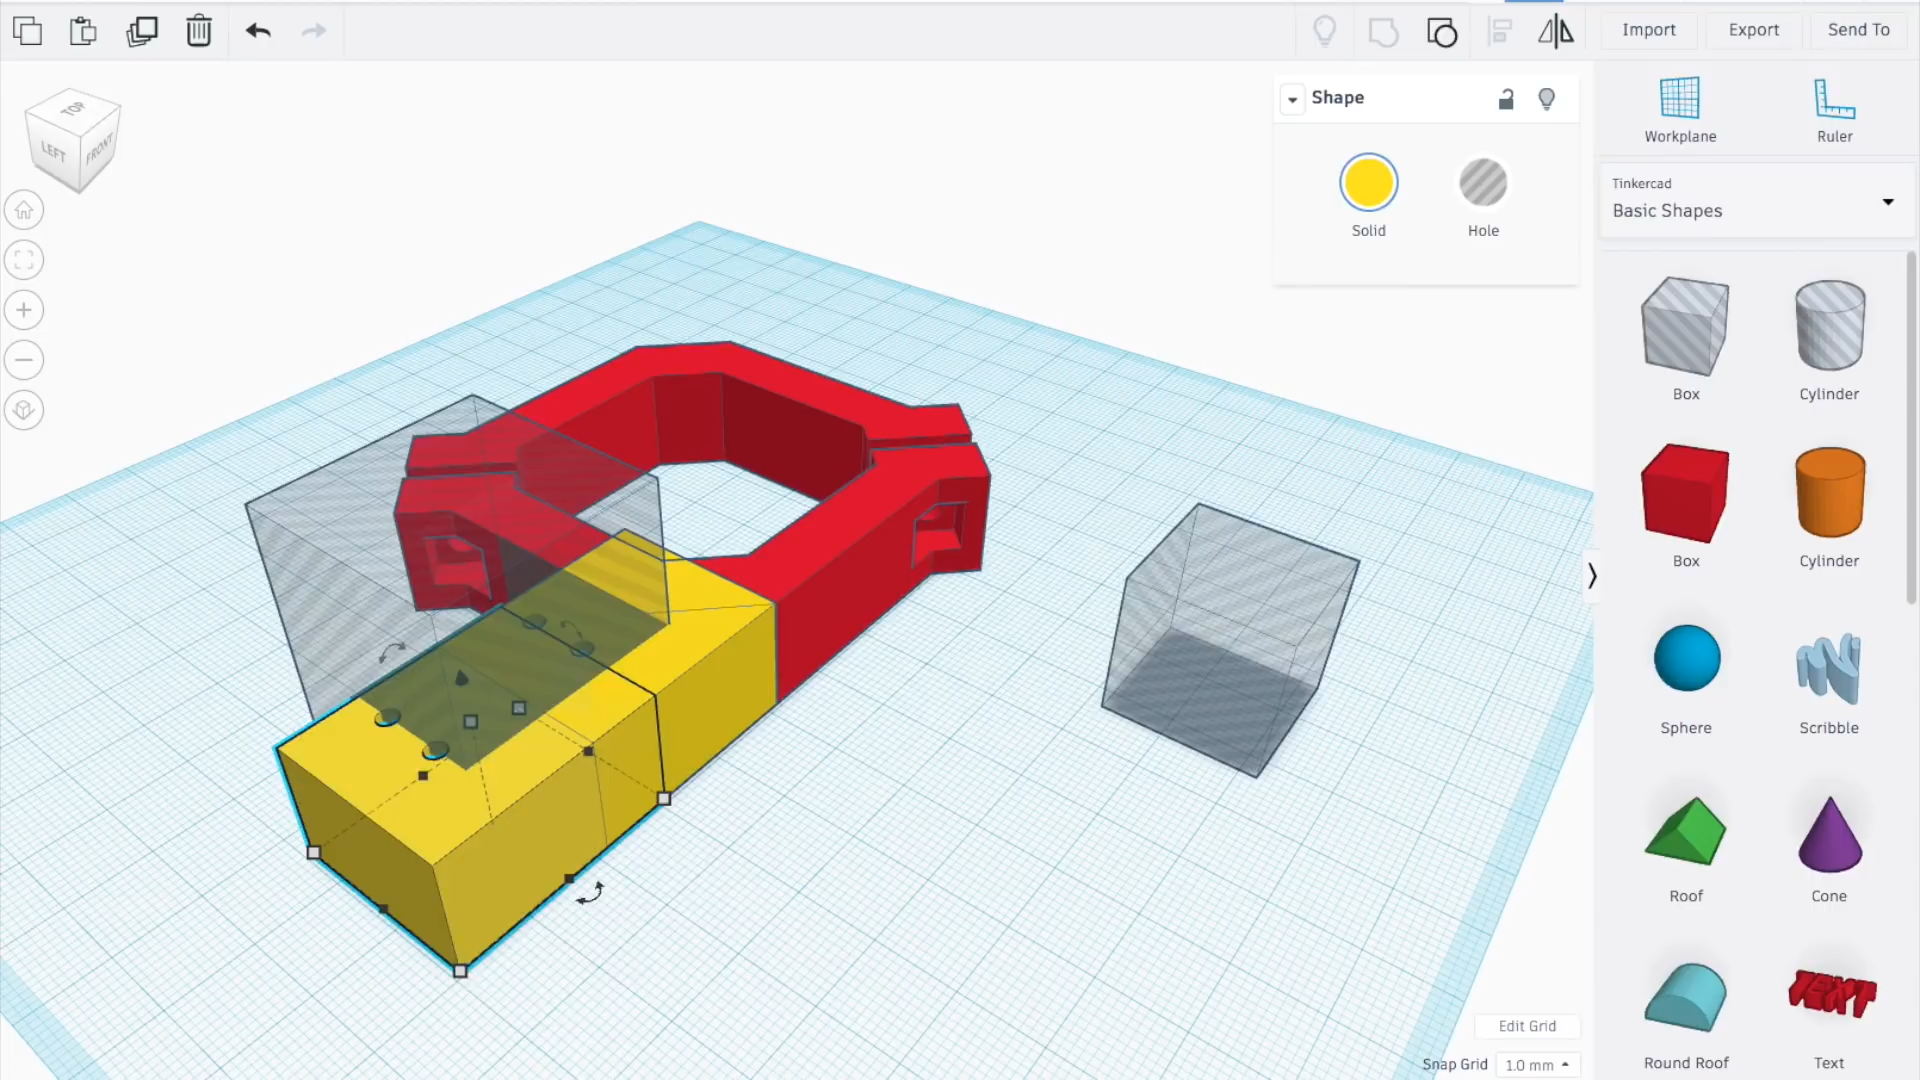 Import
Export
Send To
TOP
LEFT
FRONT
Shape
Solid
Hole
Workplane
Ruler
Tinkercad
Basic Shapes
Box
Cylinder
Box
Cylinder
Sphere
Scribble
Roof
Cone
Round Roof
TEXT
Text
Edit Grid
Snap Grid
1.0 mm